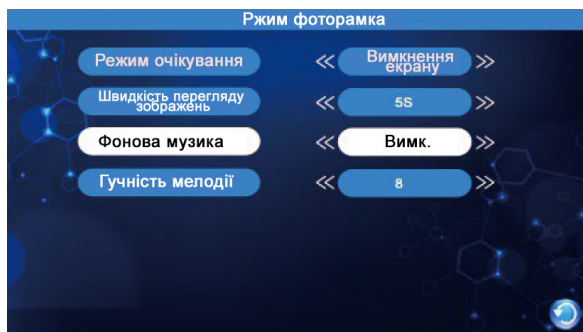 Ржим фоторамка
Режим очікування
Вимкнення
екрану
Швидкість перегляду
зображень
5S
Фонова музика
Вимк.
Гучність мелодії
8